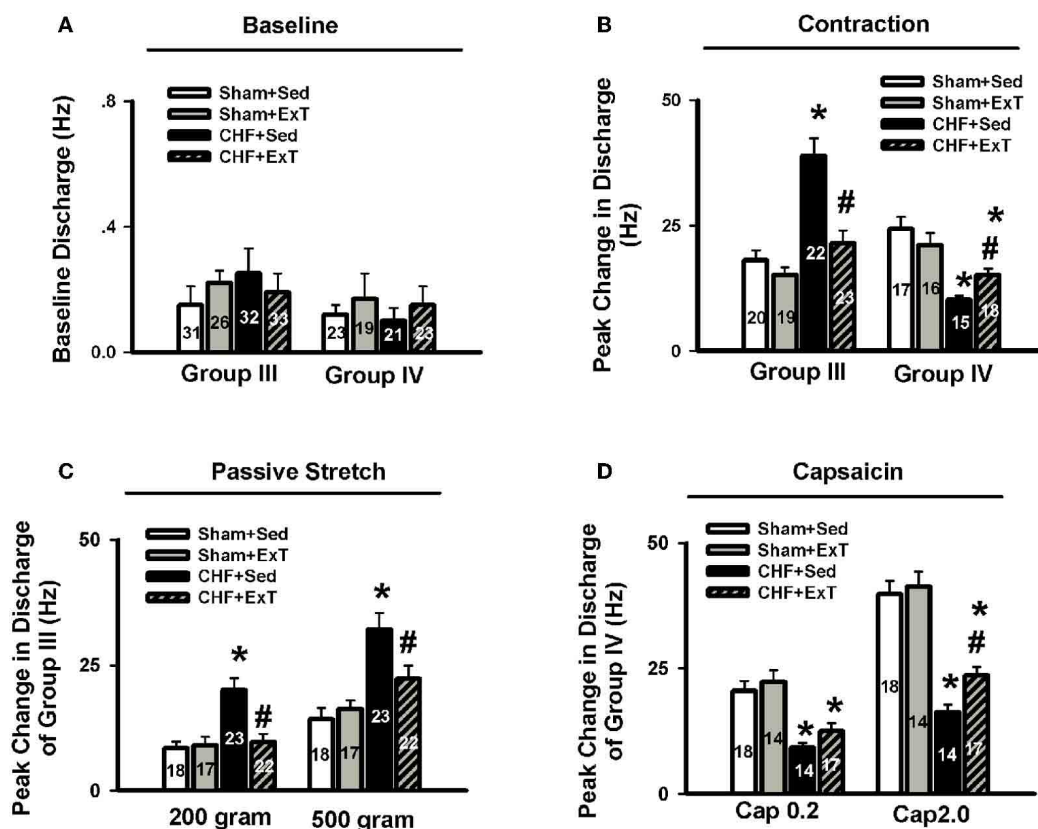 A
Baseline
Sham+Sed
Sham+ExT
CHF+Sed
CHF+ExT
Baseline Discharge (Hz)
.8
.4
0.0
31
26
32
33
23
19
21
23
Group III
Group IV
B
Contraction
Sham+Sed
Sham+ExT
CHF+Sed
CHF+ExT
Peak Change in Discharge
(Hz)
50
25
0
*
#
*
#
*
20
19
22
23
17
16
15
18
Group III
Group IV
C
Passive Stretch
Sham+Sed
Sham+ExT
CHF+Sed
CHF+ExT
Peak Change in Discharge
of Group III (Hz)
50
25
0
*
#
*
#
18
17
23
22
18
17
23
22
200 gram
500 gram
D
Capsaicin
Sham+Sed
Sham+ExT
CHF+Sed
CHF+ExT
Peak Change in Discharge
of Group IV (Hz)
50
25
0
*
*
*
*
#
18
14
14
17
18
14
14
17
Cap 0.2
Cap2.0